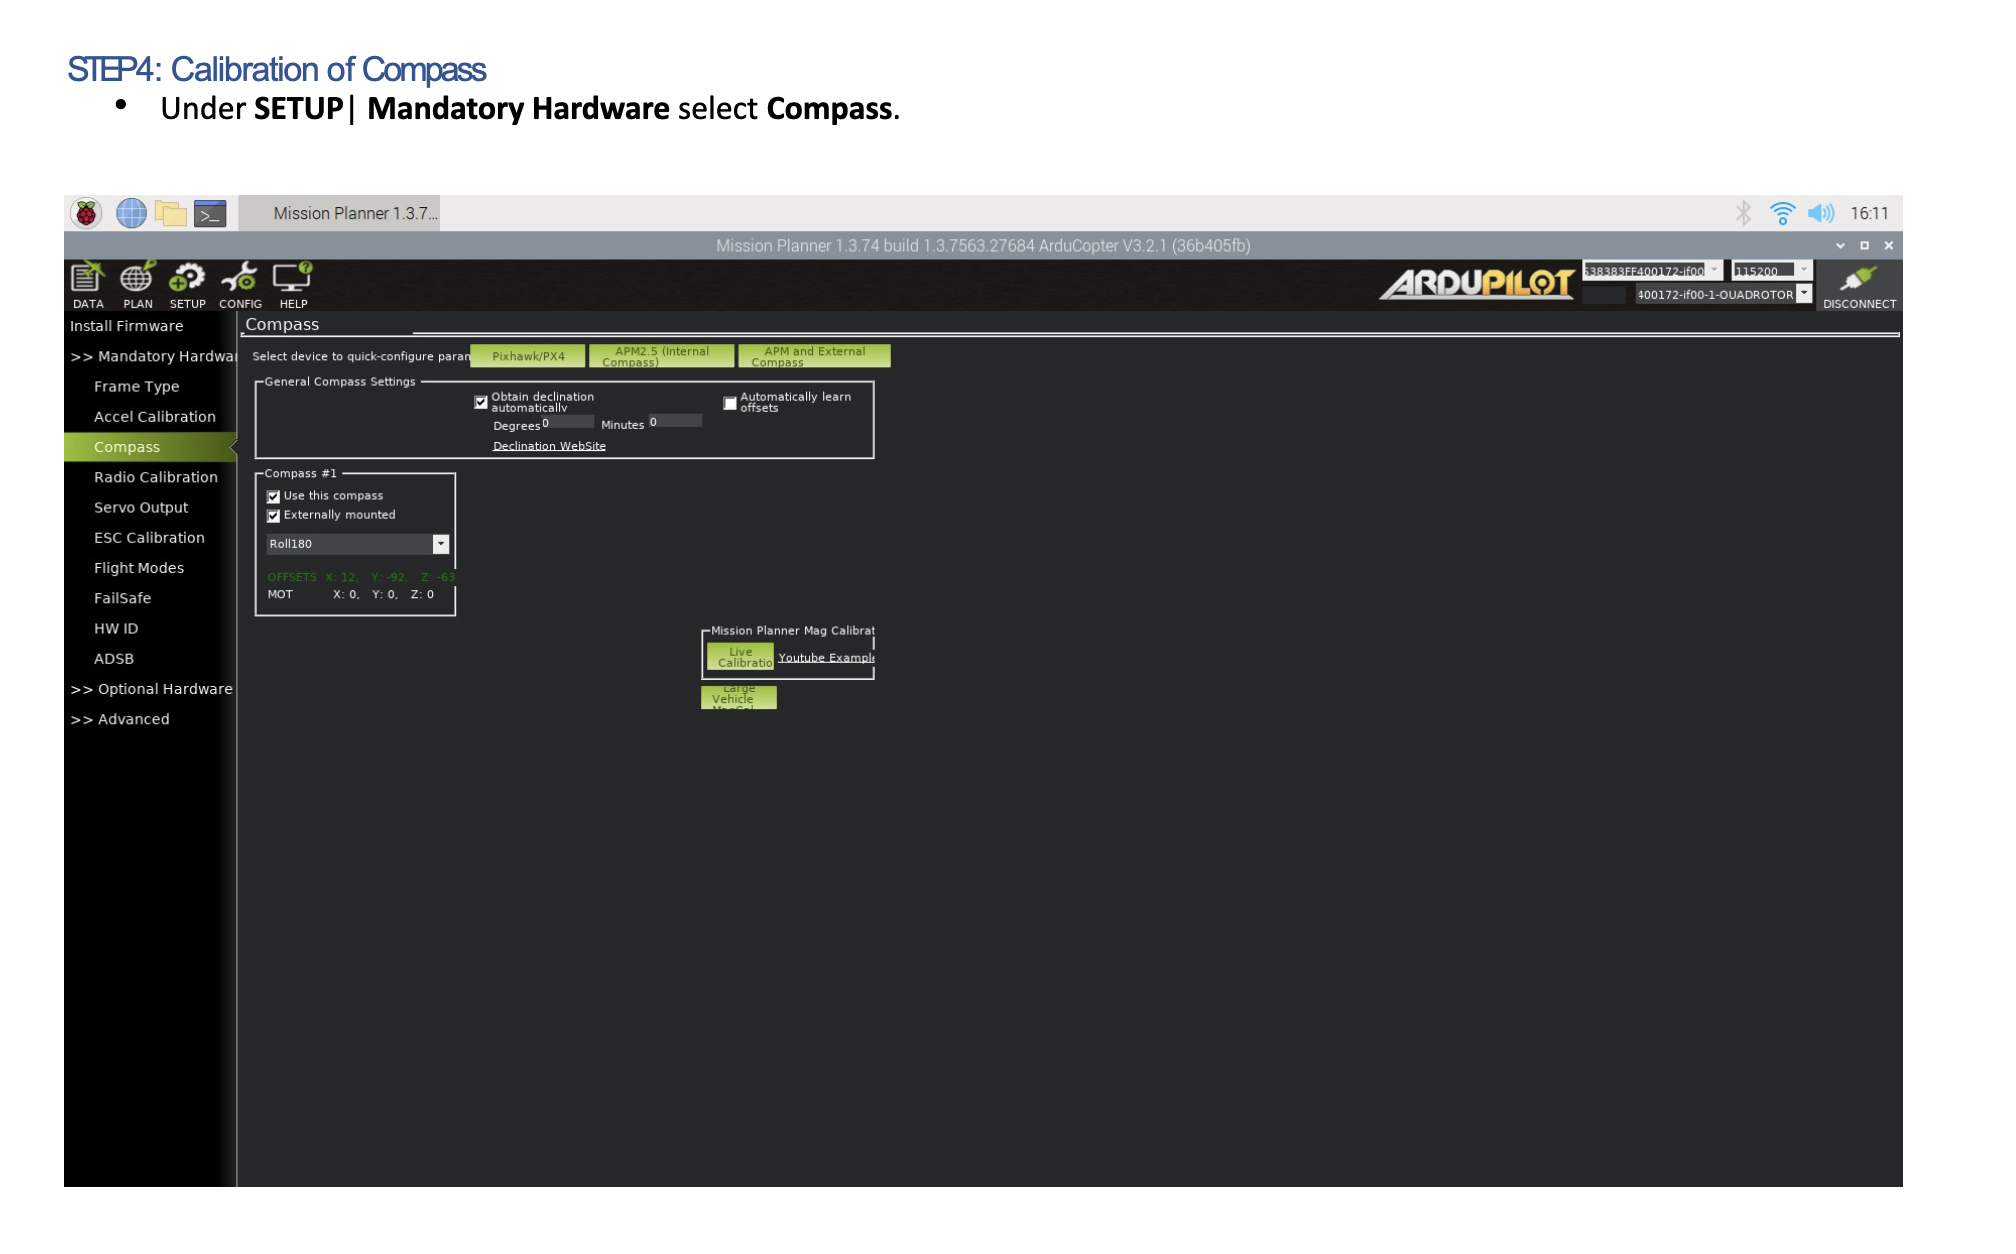 STEP4: Calibration of Compass
• Under SETUP| Mandatory Hardware select Compass.
Mission Planner 1.3.7...
16:11
Mission Planner 1.3.74 build 1.3.7563.27684 ArduCopter V3.2.1 (36b405fb)
DATA PLAN SETUP CONFIG HELP
ARDUPILOT
538383FF400172-if00 115200
400172-if00-1-QUADROTOR
DISCONNECT
Install Firmware
>> Mandatory Hardwar
Frame Type
Accel Calibration
Compass
Radio Calibration
Servo Output
ESC Calibration
Flight Modes
FailSafe
HW ID
ADSB
>> Optional Hardware
>> Advanced
Compass
Select device to quick-configure param
Pixhawk/PX4
APM2.5 (Internal
Compass)
APM and External
Compass
General Compass Settings
Obtain declination
automatically
Automatically learn
offsets
Degrees 0 Minutes 0
Declination WebSite
Compass #1
Use this compass
Externally mounted
Roll180
OFFSETS X: 12, Y: -92, Z: -63
MOT X: 0, Y: 0, Z: 0
Mission Planner Mag Calibrat
Live
Calibratio
Youtube Example
Large
Vehicle
MagCal